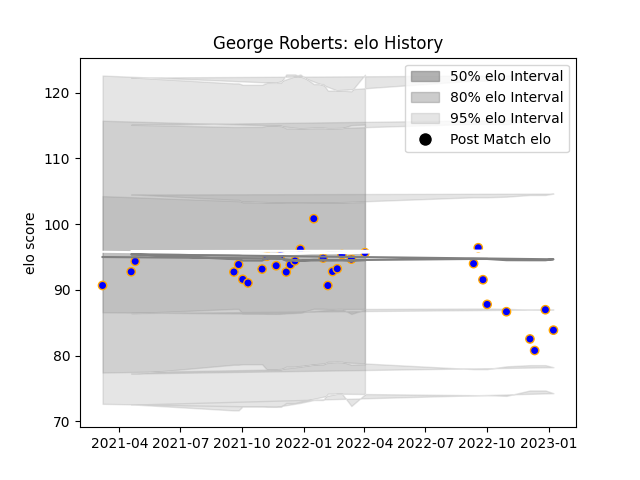 George Roberts: elo History
50% elo Interval
80% elo Interval
95% elo Interval
Post Match elo
elo score
120
110
100
90
80
70
2021-04 2021-07 2021-10 2022-01 2022-04 2022-07 2022-10 2023-01